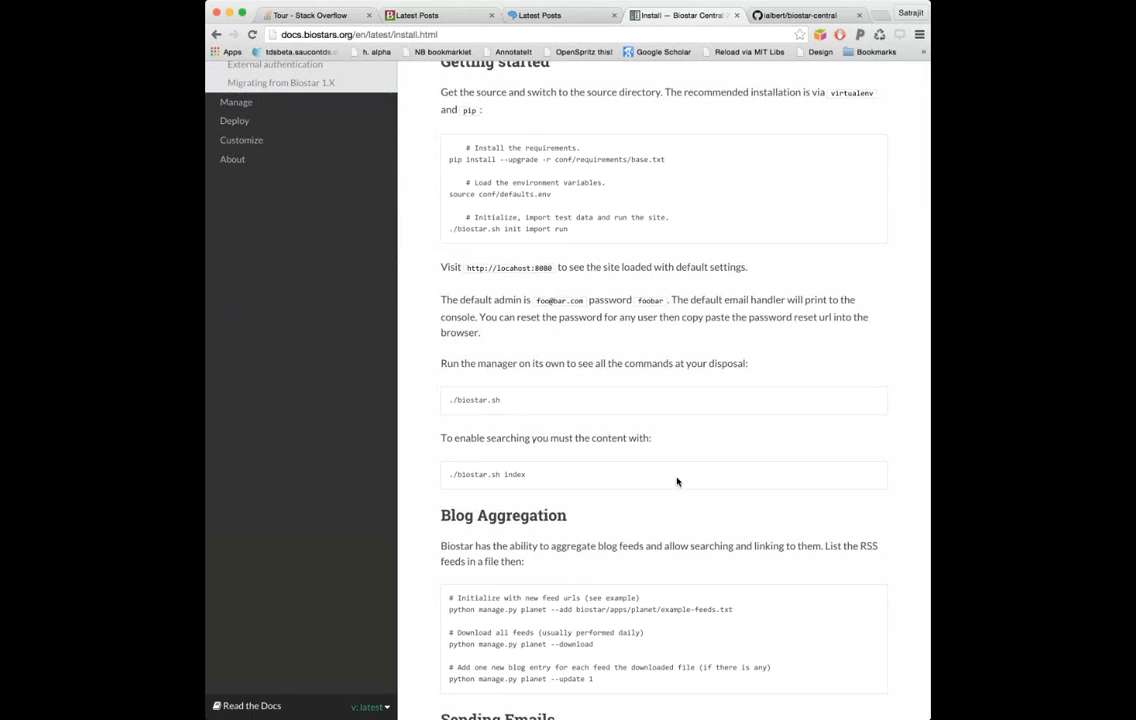 Tour - Stack Overflow
Latest Posts
Latest Posts
Install — Biostar Central 2
ialbert/biostar-central
Satrajit
docs.biostars.org/en/latest/install.html
Apps
tdsbeta.saucontds.c
h. alpha
NB bookmarklet
AnnotateIt
OpenSpritz this!
Google Scholar
Reload via MIT Libs
Design
Bookmarks
»
External authentication
Migrating from Biostar 1.X
Manage
Deploy
Customize
About
Getting started
Get the source and switch to the source directory. The recommended installation is via virtualenv
and pip :
# Install the requirements.
pip install --upgrade -r conf/requirements/base.txt
# Load the environment variables.
source conf/defaults.env
# Initialize, import test data and run the site.
./biostar.sh init import run
Visit http://locahost:8080 to see the site loaded with default settings.
The default admin is foo@bar.com password foobar . The default email handler will print to the
console. You can reset the password for any user then copy paste the password reset url into the
browser.
Run the manager on its own to see all the commands at your disposal:
./biostar.sh
To enable searching you must the content with:
./biostar.sh index
Blog Aggregation
Biostar has the ability to aggregate blog feeds and allow searching and linking to them. List the RSS
feeds in a file then:
# Initialize with new feed urls (see example)
python manage.py planet --add biostar/apps/planet/example-feeds.txt
# Download all feeds (usually performed daily)
python manage.py planet --download
# Add one new blog entry for each feed the downloaded file (if there is any)
python manage.py planet --update 1
Sending Emails
Read the Docs
v: latest